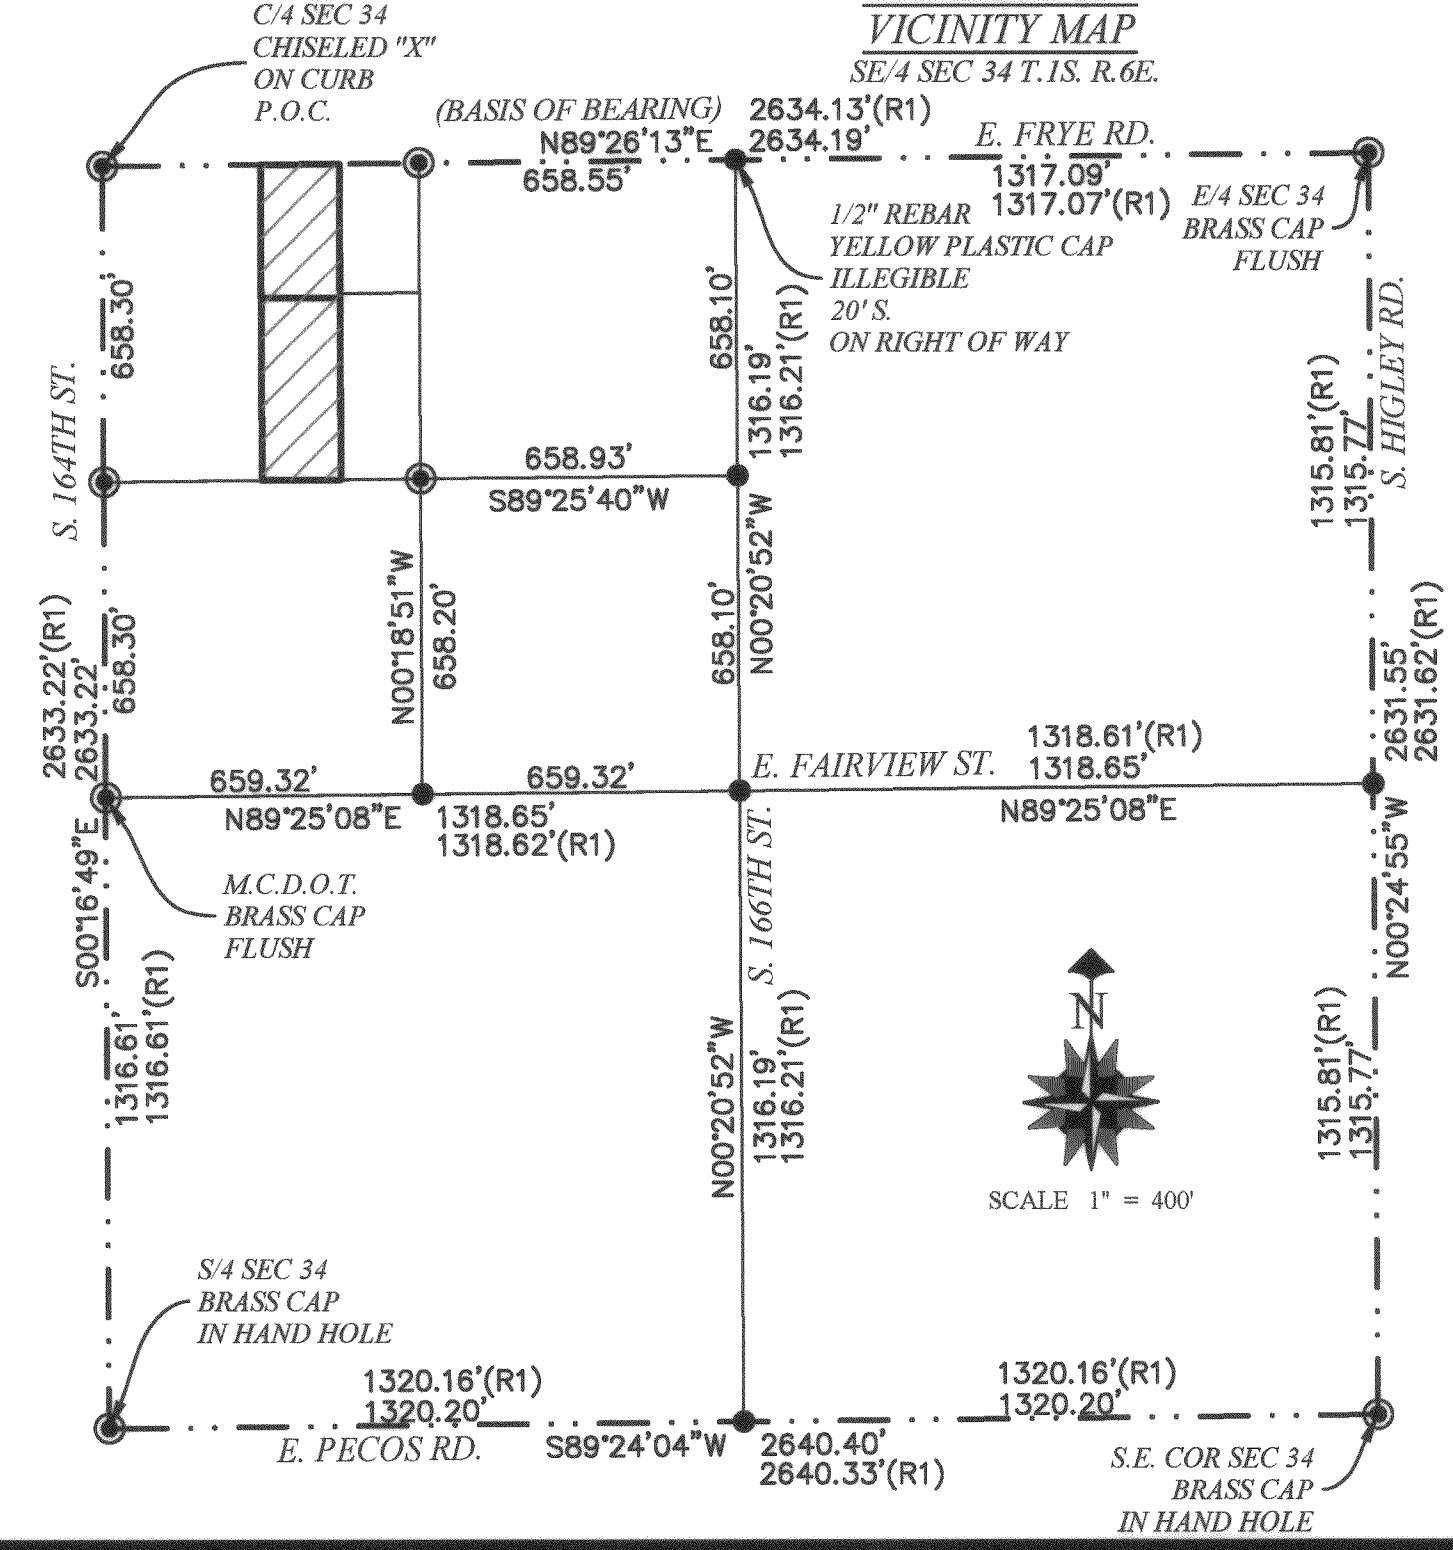 C/4 SEC 34
CHISELED "X"
ON CURB
P.O.C.
VICINITY MAP
SE/4 SEC 34 T.1S. R.6E.
(BASIS OF BEARING)
N89°26'13"E
658.55'
2634.13'(R1)
2634.19'
E. FRYE RD.
1317.09'
1317.07'(R1)
E/4 SEC 34
BRASS CAP
FLUSH
1/2" REBAR
YELLOW PLASTIC CAP
ILLEGIBLE
20' S.
ON RIGHT OF WAY
658.30'
658.10'
1316.19'
1316.21'(R1)
S. 164TH ST.
1315.81'(R1)
1315.77'
S. HIGLEY RD.
658.93'
S89°25'40"W
N00°18'51"W
658.20'
658.10'
N00°20'52"W
2633.22'(R1)
2633.22'
658.30'
2631.55'
2631.62'(R1)
659.32'
N89°25'08"E
659.32'
1318.65'
1318.62'(R1)
E. FAIRVIEW ST.
1318.61'(R1)
1318.65'
N89°25'08"E
S00°16'49"E
M.C.D.O.T.
BRASS CAP
FLUSH
S. 166TH ST.
N00°24'55"W
1316.61'
1316.61'(R1)
N00°20'52"W
1316.19'
1316.21'(R1)
N
SCALE 1" = 400'
1315.81'(R1)
1315.77'
S/4 SEC 34
BRASS CAP
IN HAND HOLE
1320.16'(R1)
1320.20'
E. PECOS RD.
S89°24'04"W
2640.40'
2640.33'(R1)
1320.16'(R1)
1320.20'
S.E. COR SEC 34
BRASS CAP
IN HAND HOLE